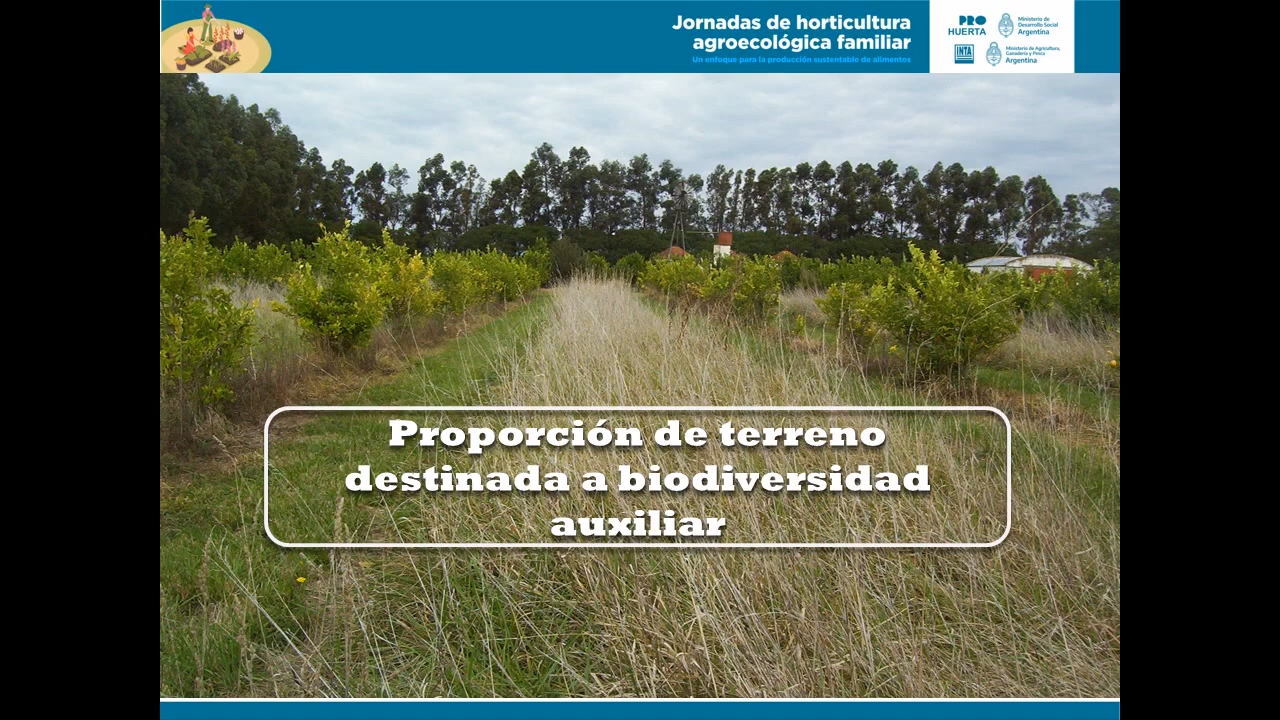 Jornadas de horticultura
agroecológica familiar
Un enfoque para la producción sustentable de alimentos
PRO
HUERTA
Ministerio de
Desarrollo Social
Argentina
INTA
Ministerio de Agricultura,
Ganadería y Pesca
Argentina
Proporción de terreno
destinada a biodiversidad
auxiliar